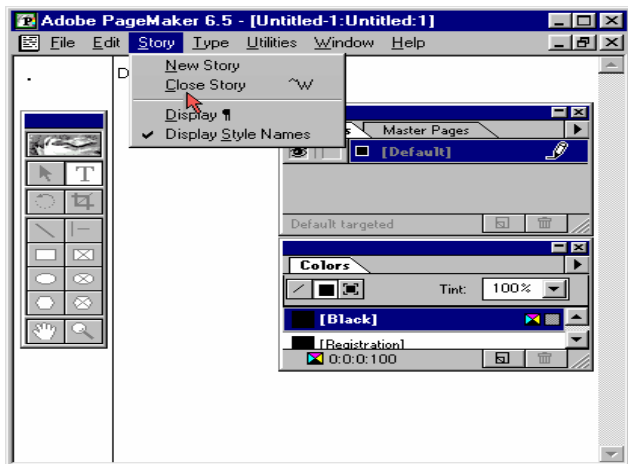 Adobe PageMaker 6.5 - [Untitled-1:Untitled:1]
File Edit Story Type Utilities Window Help
D
New Story
Close Story ^W
Display ¶
Display Style Names
Master Pages
[Default]
T
Default targeted
Colors
Tint: 100%
[Black]
[Registration]
0:0:0:100